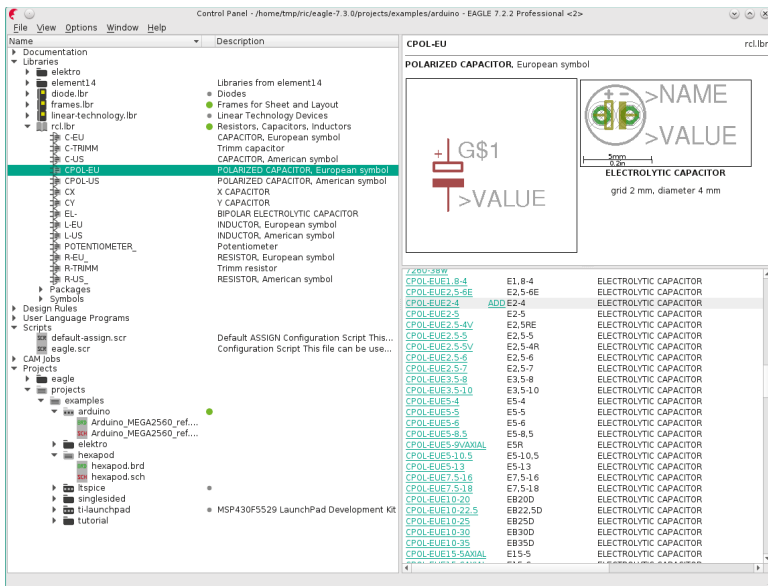 Control Panel - /home/tmp/ric/eagle-7.3.0/projects/examples/arduino - EAGLE 7.2.2 Professional <2>
File View Options Window Help
Name Description
Documentation
Libraries
elektro
element14 Libraries from element14
diode.lbr Diodes
frames.lbr Frames for Sheet and Layout
linear-technology.lbr Linear Technology Devices
rcl.lbr Resistors, Capacitors, Inductors
C-EU CAPACITOR, European symbol
C-TRIMM Trimm capacitor
C-US CAPACITOR, American symbol
CPOL-EU POLARIZED CAPACITOR, European symbol
CPOL-US POLARIZED CAPACITOR, American symbol
CX X CAPACITOR
CY Y CAPACITOR
EL- BIPOLAR ELECTROLYTIC CAPACITOR
L-EU INDUCTOR, European symbol
L-US INDUCTOR, American symbol
POTENTIOMETER_ Potentiometer
R-EU_ RESISTOR, European symbol
R-TRIMM Trimm resistor
R-US_ RESISTOR, American symbol
Packages
Symbols
Design Rules
User Language Programs
Scripts
default-assign.scr Default ASSIGN Configuration Script This...
eagle.scr Configuration Script This file can be use...
CAM Jobs
Projects
eagle
projects
examples
arduino
Arduino_MEGA2560_ref....
Arduino_MEGA2560_ref....
elektro
hexapod
hexapod.brd
hexapod.sch
ltspice
singlesided
ti-launchpad MSP430F5529 LaunchPad Development Kit
tutorial
CPOL-EU rcl.lbr
POLARIZED CAPACITOR, European symbol
G$1
>VALUE
>NAME
>VALUE
5mm
0.2in
ELECTROLYTIC CAPACITOR
grid 2 mm, diameter 4 mm
7260-38W
CPOL-EUE1,8-4 E1,8-4 ELECTROLYTIC CAPACITOR
CPOL-EUE2,5-6E E2,5-6E ELECTROLYTIC CAPACITOR
CPOL-EUE2-4 ADD E2-4 ELECTROLYTIC CAPACITOR
CPOL-EUE2-5 E2-5 ELECTROLYTIC CAPACITOR
CPOL-EUE2.5-4V E2,5RE ELECTROLYTIC CAPACITOR
CPOL-EUE2.5-5 E2,5-5 ELECTROLYTIC CAPACITOR
CPOL-EUE2.5-5V E2,5-4R ELECTROLYTIC CAPACITOR
CPOL-EUE2.5-6 E2,5-6 ELECTROLYTIC CAPACITOR
CPOL-EUE2.5-7 E2,5-7 ELECTROLYTIC CAPACITOR
CPOL-EUE3.5-8 E3,5-8 ELECTROLYTIC CAPACITOR
CPOL-EUE3.5-10 E3,5-10 ELECTROLYTIC CAPACITOR
CPOL-EUE5-4 E5-4 ELECTROLYTIC CAPACITOR
CPOL-EUE5-5 E5-5 ELECTROLYTIC CAPACITOR
CPOL-EUE5-6 E5-6 ELECTROLYTIC CAPACITOR
CPOL-EUE5-8,5 E5-8,5 ELECTROLYTIC CAPACITOR
CPOL-EUE5-9VAXIAL E5R ELECTROLYTIC CAPACITOR
CPOL-EUE5-10.5 E5-10,5 ELECTROLYTIC CAPACITOR
CPOL-EUE5-13 E5-13 ELECTROLYTIC CAPACITOR
CPOL-EUE7.5-16 E7,5-16 ELECTROLYTIC CAPACITOR
CPOL-EUE7.5-18 E7,5-18 ELECTROLYTIC CAPACITOR
CPOL-EUE10-20 EB20D ELECTROLYTIC CAPACITOR
CPOL-EUE10-22.5 EB22,5D ELECTROLYTIC CAPACITOR
CPOL-EUE10-25 EB25D ELECTROLYTIC CAPACITOR
CPOL-EUE10-30 EB30D ELECTROLYTIC CAPACITOR
CPOL-EUE10-35 EB35D ELECTROLYTIC CAPACITOR
CPOL-EUE15-5AXIAL E15-5 ELECTROLYTIC CAPACITOR